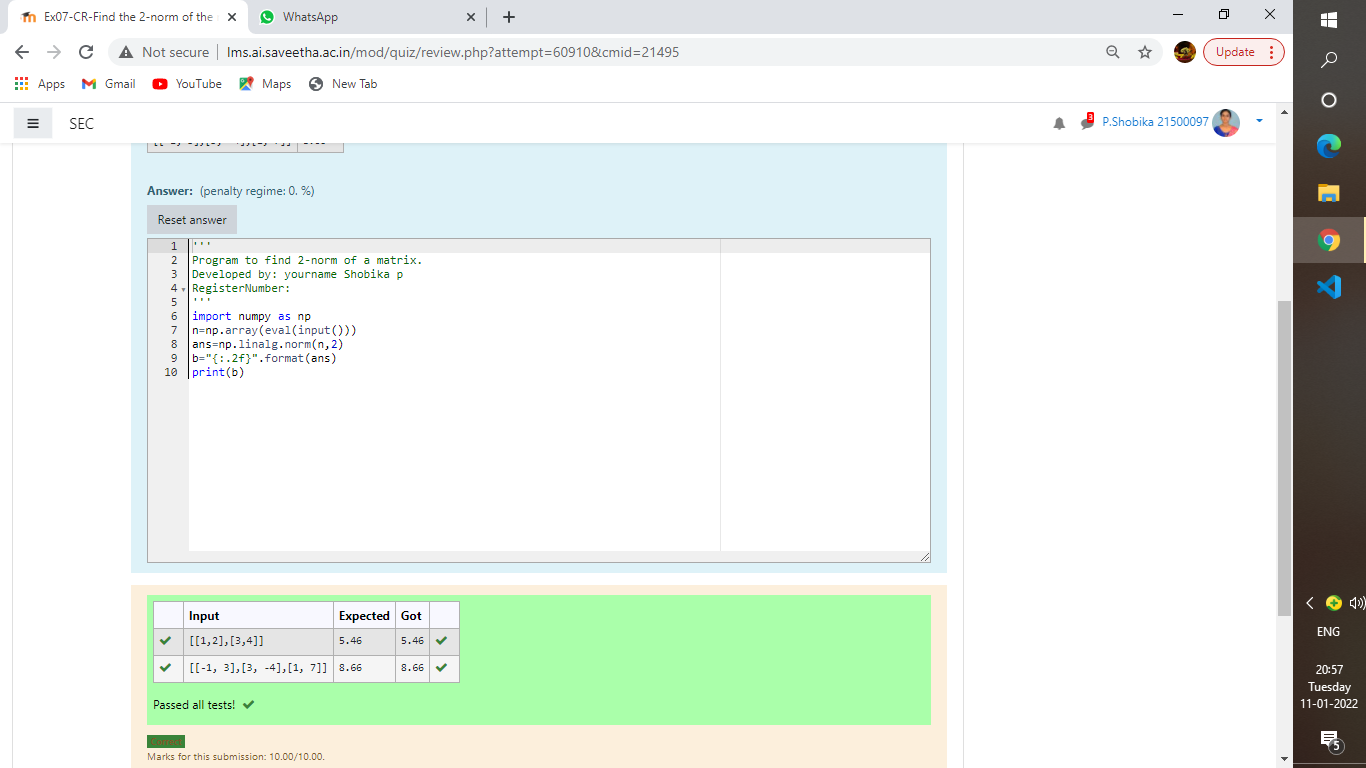 Ex07-CR-Find the 2-norm of the
WhatsApp
Not secure
lms.ai.saveetha.ac.in/mod/quiz/review.php?attempt=60910&cmid=21495
Update
Apps
Gmail
YouTube
Maps
New Tab
SEC
3
P.Shobika 21500097
Answer: (penalty regime: 0. %)
Reset answer
1 '''
2 Program to find 2-norm of a matrix.
3 Developed by: yourname Shobika p
4 RegisterNumber:
5 '''
6 import numpy as np
7 n=np.array(eval(input()))
8 ans=np.linalg.norm(n,2)
9 b="{:.2f}".format(ans)
10 print(b)
Input Expected Got
[[1,2],[3,4]] 5.46 5.46
[[-1, 3],[3, -4],[1, 7]] 8.66 8.66
Passed all tests!
Correct
Marks for this submission: 10.00/10.00.
ENG
20:57
Tuesday
11-01-2022
5